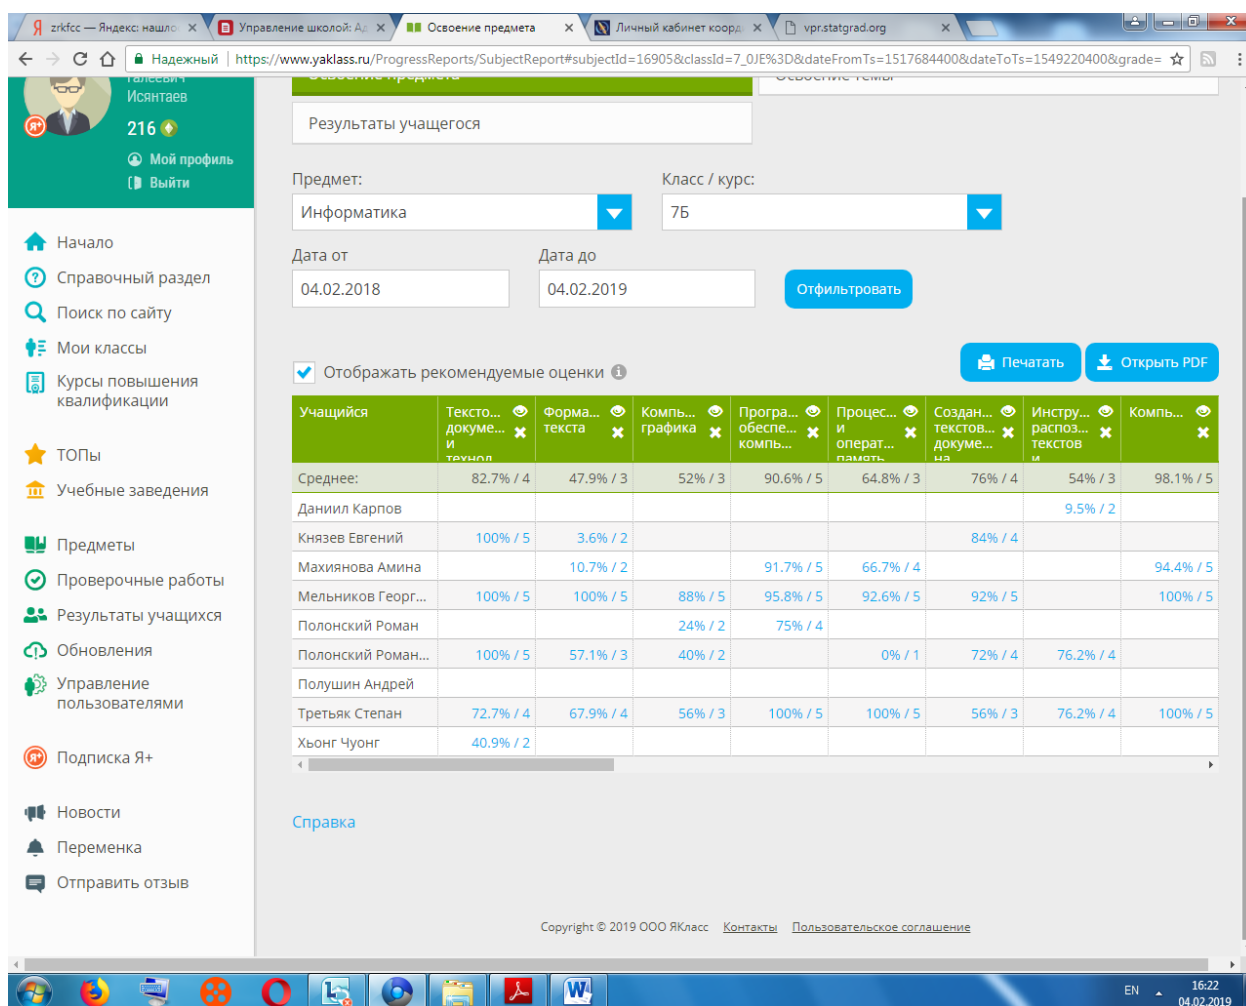 zrkfcc — Яндекс: нашло
Управление школой: Ад
Освоение предмета
Личный кабинет коорд
vpr.statgrad.org
Надежный
https://www.yaklass.ru/ProgressReports/SubjectReport#subjectId=16905&classId=7_0JE%3D&dateFromTs=1517684400&dateToTs=1549220400&grade=
Галеевич
Исянтаев
216
Мой профиль
Выйти
Начало
Справочный раздел
Поиск по сайту
Мои классы
Курсы повышения
квалификации
ТОПы
Учебные заведения
Предметы
Проверочные работы
Результаты учащихся
Обновления
Управление
пользователями
Подписка Я+
Новости
Переменка
Отправить отзыв
Освоение предмета
Освоение темы
Результаты учащегося
Предмет:
Класс / курс:
Информатика
7Б
Дата от
Дата до
04.02.2018
04.02.2019
Отфильтровать
Отображать рекомендуемые оценки
Печатать
Открыть PDF
Учащийся Тексто... Форма... Компь... Програ... Процес... Создан... Инстру... Компь...
докуме... текста графика обеспе... и текстов... распоз...
и компь... операт... докуме... текстов
технол память на и
Среднее: 82.7% / 4 47.9% / 3 52% / 3 90.6% / 5 64.8% / 3 76% / 4 54% / 3 98.1% / 5
Даниил Карпов 9.5% / 2
Князев Евгений 100% / 5 3.6% / 2 84% / 4
Махиянова Амина 10.7% / 2 91.7% / 5 66.7% / 4 94.4% / 5
Мельников Георг... 100% / 5 100% / 5 88% / 5 95.8% / 5 92.6% / 5 92% / 5 100% / 5
Полонский Роман 24% / 2 75% / 4
Полонский Роман... 100% / 5 57.1% / 3 40% / 2 0% / 1 72% / 4 76.2% / 4
Полушин Андрей
Третьяк Степан 72.7% / 4 67.9% / 4 56% / 3 100% / 5 100% / 5 56% / 3 76.2% / 4 100% / 5
Хьонг Чуонг 40.9% / 2
Справка
Copyright © 2019 ООО ЯКласс Контакты Пользовательское соглашение
EN
16:22
04.02.2019